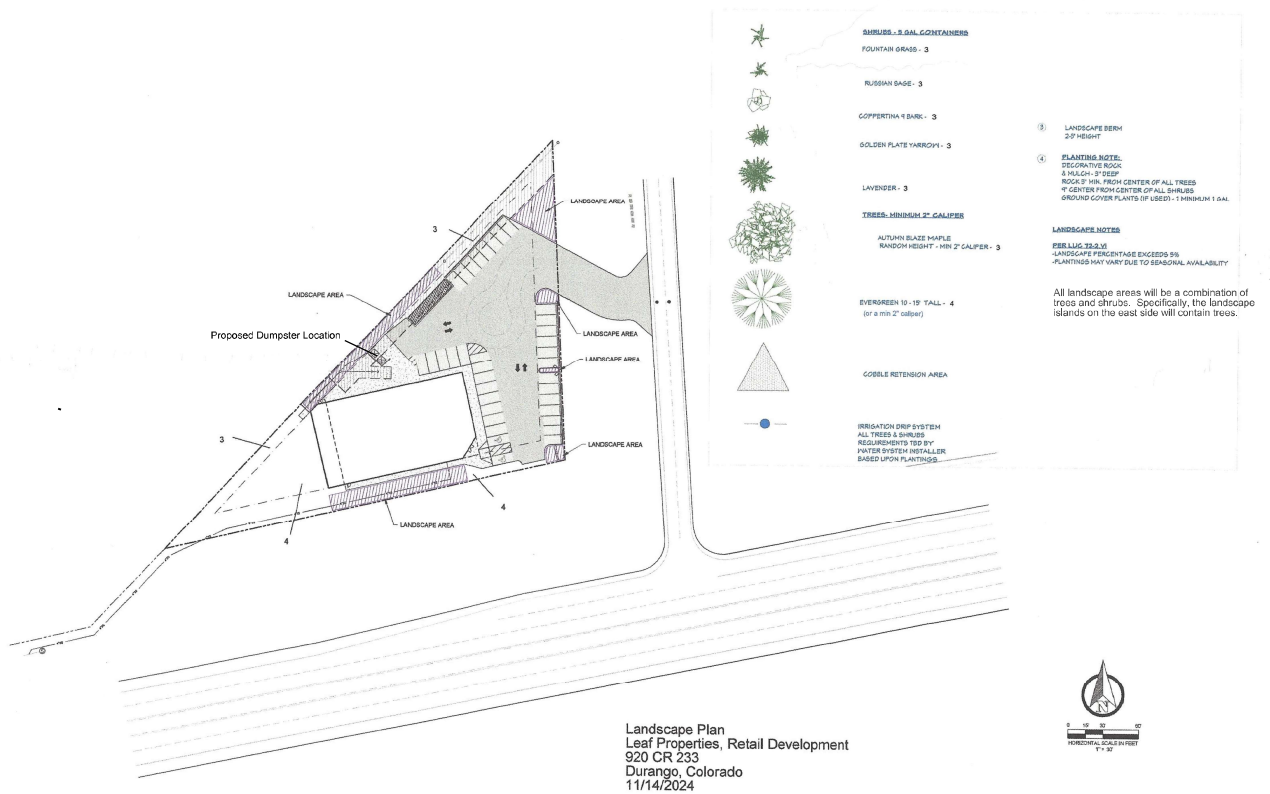 SHRUBS - 5 GAL CONTAINERS
FOUNTAIN GRASS - 3
RUSSIAN SAGE - 3
COPPERTINA 9 BARK - 3
GOLDEN PLATE YARROW - 3
LAVENDER - 3
TREES- MINIMUM 2" CALIPER
AUTUMN BLAZE MAPLE
RANDOM HEIGHT - MIN 2" CALIPER - 3
EVERGREEN 10 - 15' TALL - 4
(or a min 2" caliper)
COBBLE RETENSION AREA
IRRIGATION DRIP SYSTEM
ALL TREES & SHRUBS
REQUIREMENTS TBD BY
WATER SYSTEM INSTALLER
BASED UPON PLANTINGS
3
LANDSCAPE BERM
2-5' HEIGHT
4
PLANTING NOTE:
DECORATIVE ROCK
& MULCH - 3" DEEP
ROCK 3" MIN. FROM CENTER OF ALL TREES
9" CENTER FROM CENTER OF ALL SHRUBS
GROUND COVER PLANTS (IF USED) - 1 MINIMUM 1 GAL
LANDSCAPE NOTES
PER LUC 72-2.VI
-LANDSCAPE PERCENTAGE EXCEEDS 5%
-PLANTINGS MAY VARY DUE TO SEASONAL AVAILABILITY
All landscape areas will be a combination of
trees and shrubs. Specifically, the landscape
islands on the east side will contain trees.
LANDSCAPE AREA
3
LANDSCAPE AREA
Proposed Dumpster Location
LANDSCAPE AREA
LANDSCAPE AREA
3
LANDSCAPE AREA
4
LANDSCAPE AREA
4
N
0 15' 30' 60'
HORIZONTAL SCALE IN FEET
1" = 30'
Landscape Plan
Leaf Properties, Retail Development
920 CR 233
Durango, Colorado
11/14/2024